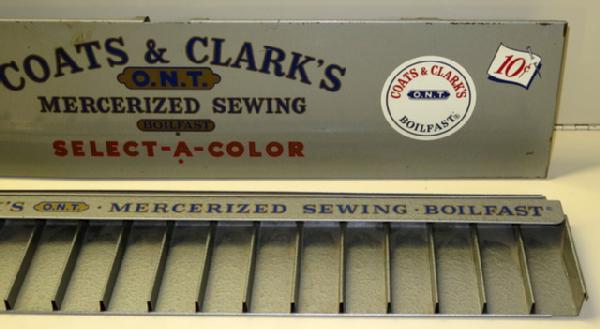 COATS & CLARK'S
O.N.T.
MERCERIZED SEWING
BOILFAST
SELECT-A-COLOR
COATS & CLARK'S
O.N.T.
BOILFAST®
10¢
K'S O.N.T. · MERCERIZED SEWING · BOILFAST®